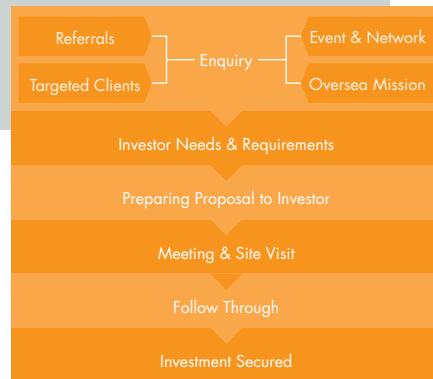 Referrals
Event & Network
Enquiry
Targeted Clients
Oversea Mission
Investor Needs & Requirements
Preparing Proposal to Investor
Meeting & Site Visit
Follow Through
Investment Secured